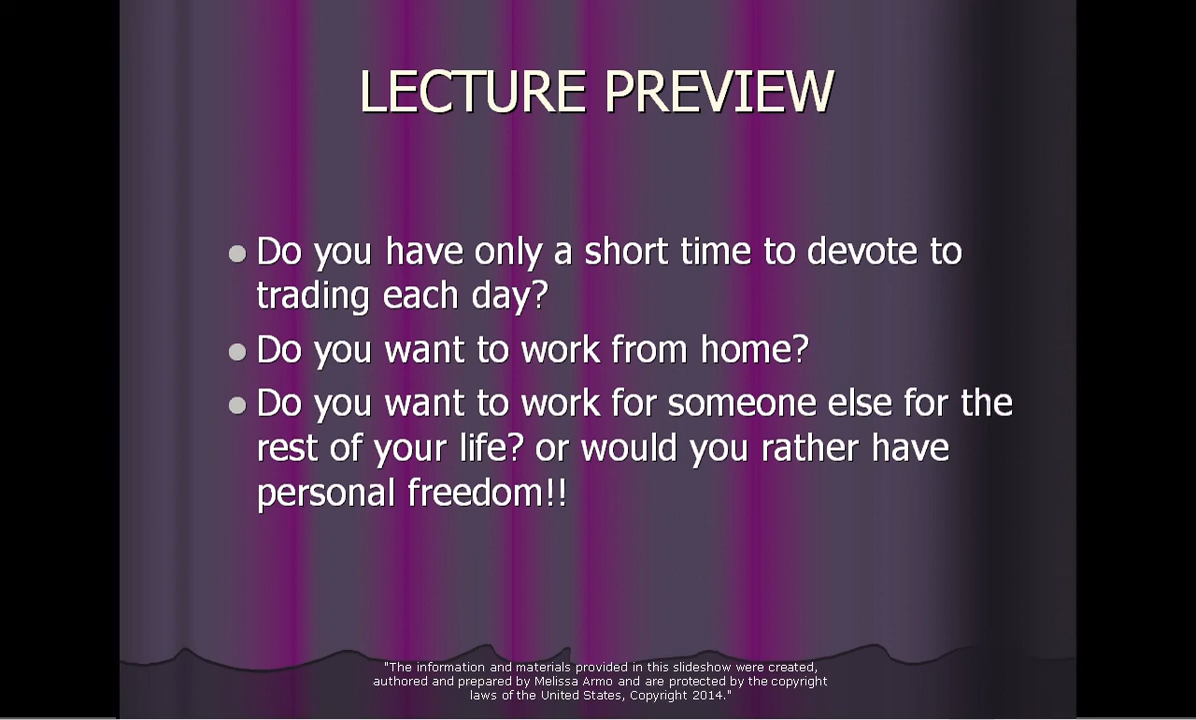 LECTURE PREVIEW
Do you have only a short time to devote to
trading each day?
Do you want to work from home?
Do you want to work for someone else for the
rest of your life? or would you rather have
personal freedom!!
"The information and materials provided in this slideshow were created,
authored and prepared by Melissa Armo and are protected by the copyright
laws of the United States, Copyright 2014."